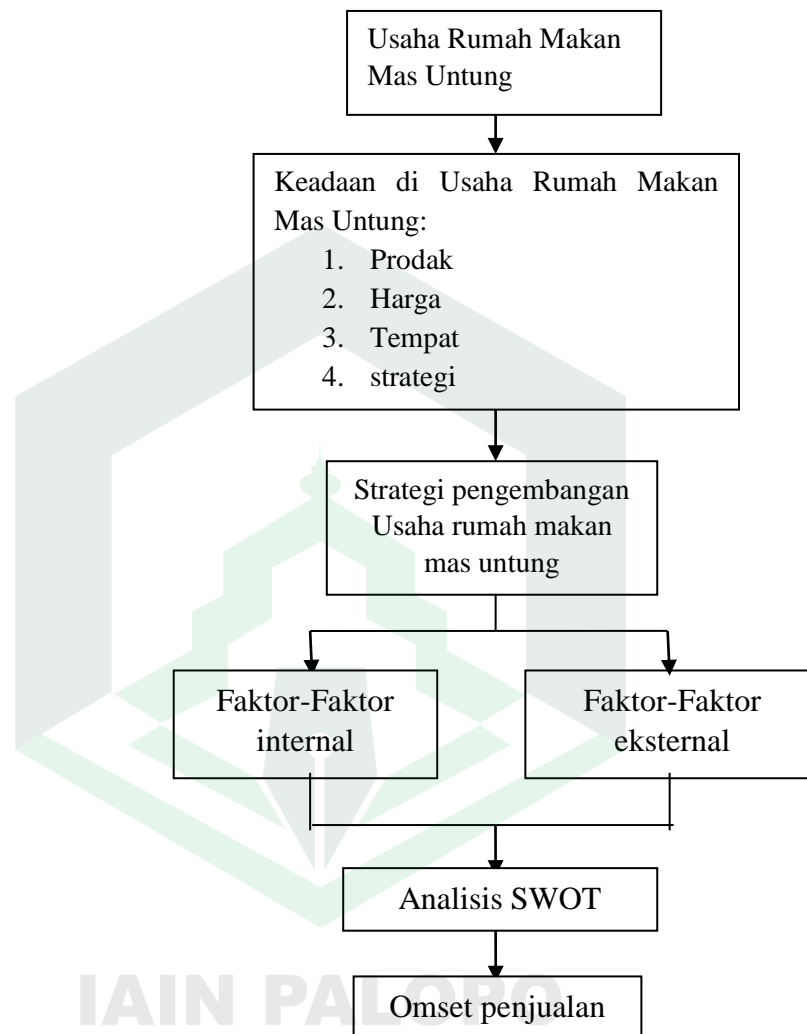 Usaha Rumah Makan
Mas Untung
Keadaan di Usaha Rumah Makan
Mas Untung:
1. Prodak
2. Harga
3. Tempat
4. strategi
Strategi pengembangan
Usaha rumah makan
mas untung
Faktor-Faktor
internal
Faktor-Faktor
eksternal
Analisis SWOT
Omset penjualan
IAIN PALOPO